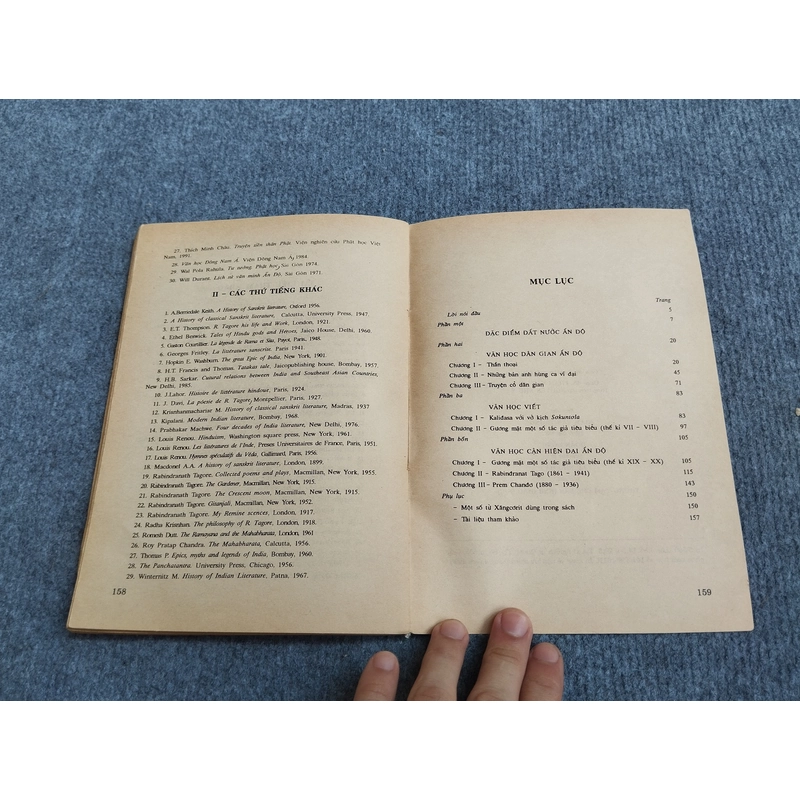 27. Thích Minh Châu. Truyện tiền thân Phật. Viện nghiên cứu Phật học Việt
Nam, 1991.
28. Văn học Đông Nam Á, Viện Đông Nam Á, 1984.
29. Wal Pola Rahula. Tư tưởng Phật học, Sài Gòn 1974.
30. Will Durant. Lịch sử văn minh Ấn Độ, Sài Gòn 1971.
II – CÁC THỨ TIẾNG KHÁC
1. A.Berriedale Keith. A History of Sanskrit literature, Oxford 1956.
2. A History of classical Sanskrit literature, Calcutta, University Press, 1947.
3. E.T. Thompson. R. Tagore his life and Work, London, 1921.
4. Ethel Beswick. Tales of Hindu gods and Heroes, Jaico House, Delhi, 1960.
5. Gaston Courtilier. La légende de Rama et Sita, Payot, Paris, 1948.
6. Georges Frilley. La littérature sanscrite, Paris 1941.
7. Hopkin E. Washburn. The great Epic of India, New York, 1901.
8. H.T. Francis and Thomas. Jatakas tale. Jaicopublishing house, Bombay, 1957.
9. H.B. Sarkar. Cutural relations between India and Southeast Asian Countries,
New Delhi, 1985.
10. J.Lahor. Histoire de littérature hindour, Paris, 1924.
11. J. Davi, La póesie de R. Tagore, Montpellier, Paris, 1927.
12. Krianhanmachariar M. History of classical sanskrit literature, Madras, 1937
13. Kipalani. Modern Indian literature, Bombay, 1968.
14. Prubhakar Machwe. Four decades of India literature, New Delhi, 1976.
15. Louis Renou. Hinduism, Washington square press, New York, 1961.
16. Louis Renou. Les littératures de l'Inde, Preses Universitaires de France, Paris, 1951.
17. Louis Renou. Hymnes spéculatifs du Véda, Gallimard, Paris, 1956.
18. Macdonel A.A. A history of sanskrit literature, London, 1899.
19. Rabindranath Tagore. Collected poems and plays, Macmillan, New York, 1955.
20. Rabindranath Tagore. The Gardener, Macmillan, New York, 1915.
21. Rabindranath Tagore. The Crescens moon, Macmillan, New York, 1915.
22. Rabindranath Tagore. Gitanjali, Macmillan, New York, 1952.
23. Rabindranath Tagore. My Remine scences, London, 1917.
24. Radha Krisnhan. The philosophy of R. Tagore, London, 1918.
25. Romesh Dutt. The Ramayana and the Mahabharata, London, 1961
26. Roy Pratap Chandra. The Mahabharata, Calcutta, 1956.
27. Thomas P. Epics, myths and legends of India, Bombay, 1960.
28. The Panchatantra. University Press, Chicago, 1956.
29. Winternitz M. History of Indian Literature, Patna, 1967.
158
MỤC LỤC
Trang
Lời nói đầu 5
Phần một 7
ĐẶC ĐIỂM ĐẤT NƯỚC ẤN ĐỘ
Phần hai 20
VĂN HỌC DÂN GIAN ẤN ĐỘ
Chương I – Thần thoại 20
Chương II – Những bản anh hùng ca vĩ đại 45
Chương III – Truyện cổ dân gian 71
Phần ba 83
VĂN HỌC VIẾT
Chương I – Kaliđasa với vở kịch Sơkuntơla 83
Chương II – Gương mặt một số tác giả tiêu biểu (thế kỉ VII – VIII) 97
Phần bốn 105
VĂN HỌC CẬN HIỆN ĐẠI ẤN ĐỘ
Chương I – Gương mặt một số tác giả tiêu biểu (thế kỉ XIX – XX) 105
Chương II – Rabindranat Tago (1861 – 1941) 115
Chương III – Prem Chanđơ (1880 – 1936) 143
Phụ lục 150
– Một số từ Xăngcơrit dùng trong sách 150
– Tài liệu tham khảo 157
159